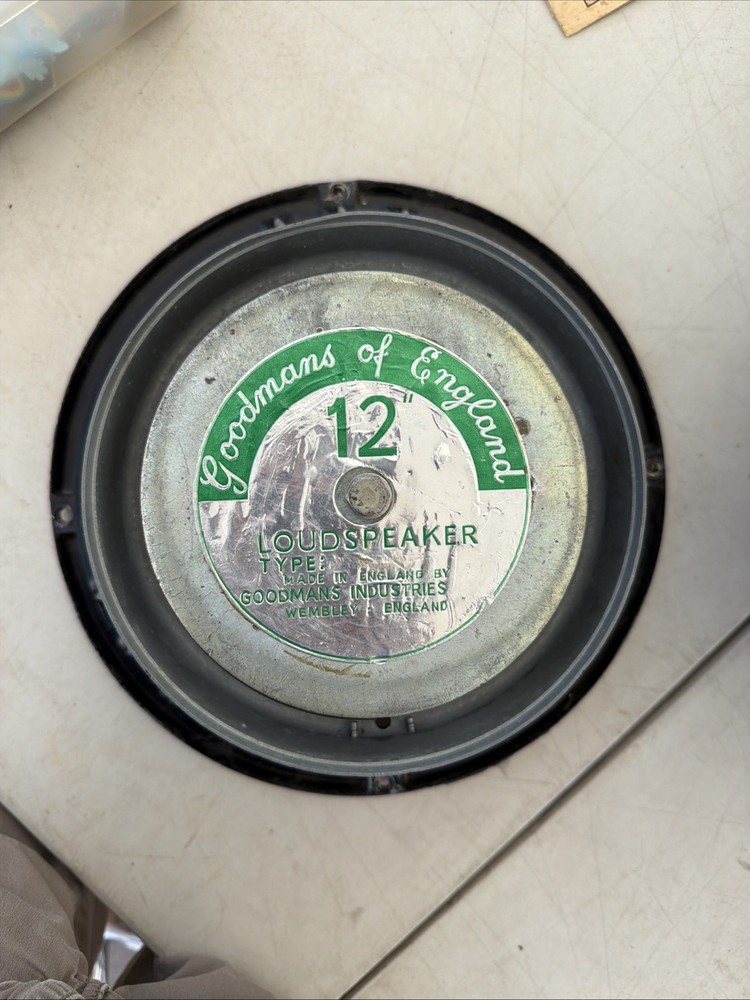 Goodmans of England
12"
LOUDSPEAKER
TYPE:
MADE IN ENGLAND BY
GOODMANS INDUSTRIES
WEMBLEY · ENGLAND